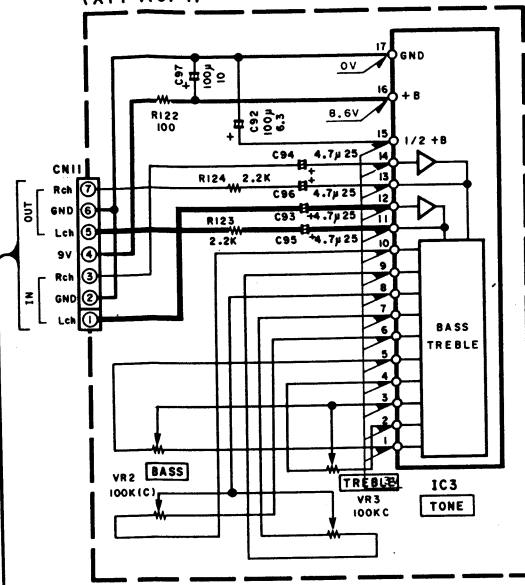 17 GND
0V
16 +B
8.6V
15 1/2 +B
C97 100μ 10
C92 100μ 6.3
R122
100
CN11
C94 4.7μ 25 14
R124 2.2K
C96 4.7μ 25 13
OUT
Rch 7
GND 6
Lch 5
9V 4
IN
Rch 3
GND 2
Lch 1
C93 4.7μ 25 12
R123
2.2K
C95 4.7μ 25 11
10
9
8
7
6
5
4
3
2
1
BASS
TREBLE
BASS
VR2
100K(C)
TREBLE
VR3
100KC
IC3
TONE